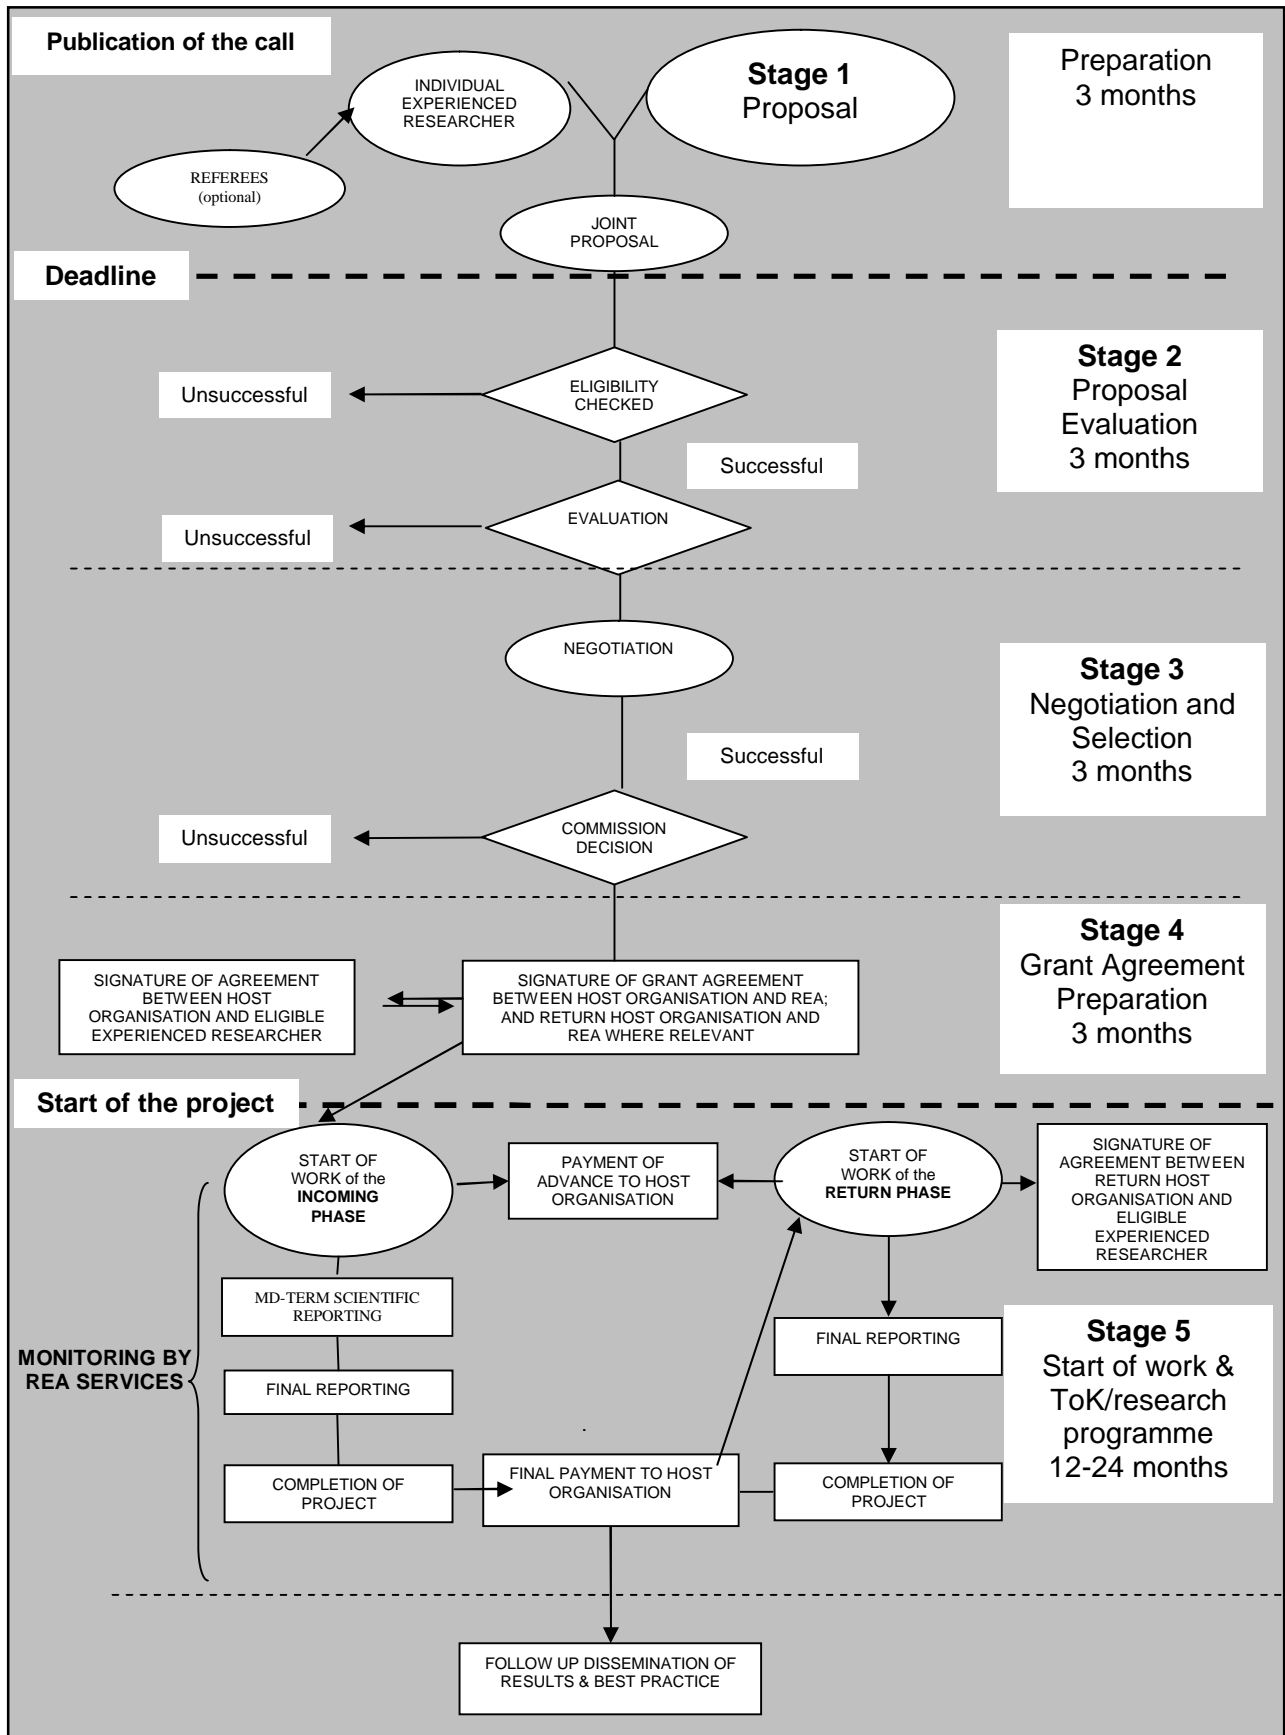 Publication of the call
INDIVIDUAL
EXPERIENCED
RESEARCHER
Stage 1
Proposal
Preparation
3 months
REFEREES
(optional)
JOINT
PROPOSAL
Deadline
Stage 2
Proposal
Evaluation
3 months
Unsuccessful
ELIGIBILITY
CHECKED
Successful
Unsuccessful
EVALUATION
NEGOTIATION
Stage 3
Negotiation and
Selection
3 months
Successful
Unsuccessful
COMMISSION
DECISION
Stage 4
Grant Agreement
Preparation
3 months
SIGNATURE OF AGREEMENT
BETWEEN HOST
ORGANISATION AND ELIGIBLE
EXPERIENCED RESEARCHER
SIGNATURE OF GRANT AGREEMENT
BETWEEN HOST ORGANISATION AND REA;
AND RETURN HOST ORGANISATION AND
REA WHERE RELEVANT
Start of the project
START OF
WORK of the
INCOMING
PHASE
PAYMENT OF
ADVANCE TO HOST
ORGANISATION
START OF
WORK of the
RETURN PHASE
SIGNATURE OF
AGREEMENT BETWEEN
RETURN HOST
ORGANISATION AND
ELIGIBLE
EXPERIENCED
RESEARCHER
MD-TERM SCIENTIFIC
REPORTING
FINAL REPORTING
Stage 5
Start of work &
ToK/research
programme
12-24 months
MONITORING BY
REA SERVICES
FINAL REPORTING
COMPLETION OF
PROJECT
FINAL PAYMENT TO HOST
ORGANISATION
COMPLETION OF
PROJECT
FOLLOW UP DISSEMINATION OF
RESULTS & BEST PRACTICE